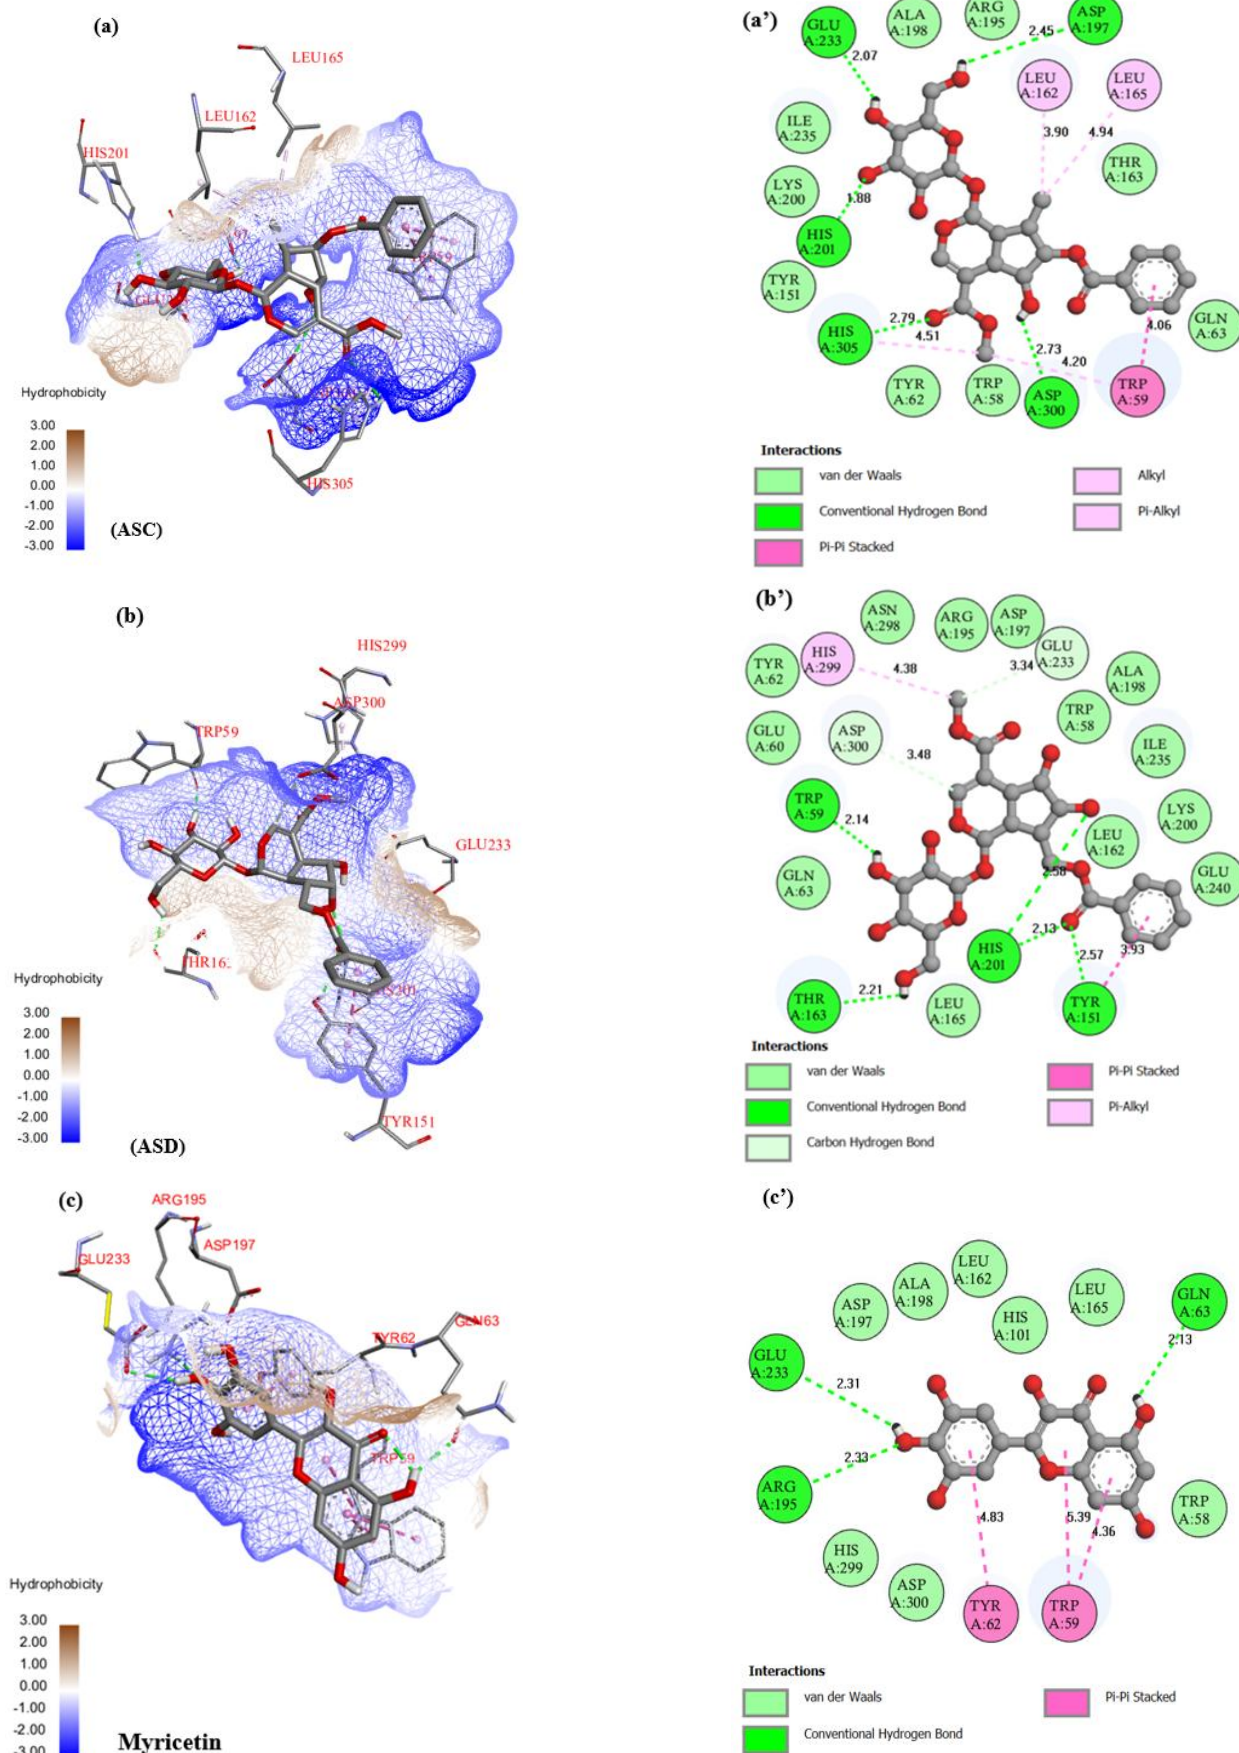 (a)
LEU165
LEU162
HIS201
HIS305
Hydrophobicity
3.00
2.00
1.00
0.00
-1.00
-2.00
-3.00
(ASC)
(a’)
GLU
A:233
ALA
A:198
ARG
A:195
ASP
A:197
2.07
2.45
LEU
A:162
LEU
A:165
ILE
A:235
3.90
4.94
THR
A:163
LYS
A:200
1.88
HIS
A:201
TYR
A:151
GLN
A:63
2.79
4.51
HIS
A:305
4.06
2.73
4.20
TYR
A:62
TRP
A:58
ASP
A:300
TRP
A:59
Interactions
van der Waals
Conventional Hydrogen Bond
Pi-Pi Stacked
Alkyl
Pi-Alkyl
(b)
HIS299
ASP300
TRP59
GLU233
TYR151
Hydrophobicity
3.00
2.00
1.00
0.00
-1.00
-2.00
-3.00
(ASD)
(b’)
ASN
A:298
ARG
A:195
ASP
A:197
GLU
A:233
HIS
A:299
TYR
A:62
4.38
3.34
ALA
A:198
TRP
A:58
GLU
A:60
ASP
A:300
3.48
ILE
A:235
TRP
A:59
2.14
LEU
A:162
LYS
A:200
GLN
A:63
2.58
GLU
A:240
2.13
2.57
3.93
HIS
A:201
THR
A:163
2.21
LEU
A:165
TYR
A:151
Interactions
van der Waals
Conventional Hydrogen Bond
Carbon Hydrogen Bond
Pi-Pi Stacked
Pi-Alkyl
(c)
ARG195
ASP197
GLU233
GLN63
TYR62
TRP59
Hydrophobicity
3.00
2.00
1.00
0.00
-1.00
-2.00
-3.00
Myricetin
(c’)
LEU
A:162
ALA
A:198
ASP
A:197
HIS
A:101
LEU
A:165
GLN
A:63
2.13
GLU
A:233
2.31
2.33
ARG
A:195
4.83
5.39
4.36
TRP
A:58
HIS
A:299
ASP
A:300
TYR
A:62
TRP
A:59
Interactions
van der Waals
Conventional Hydrogen Bond
Pi-Pi Stacked